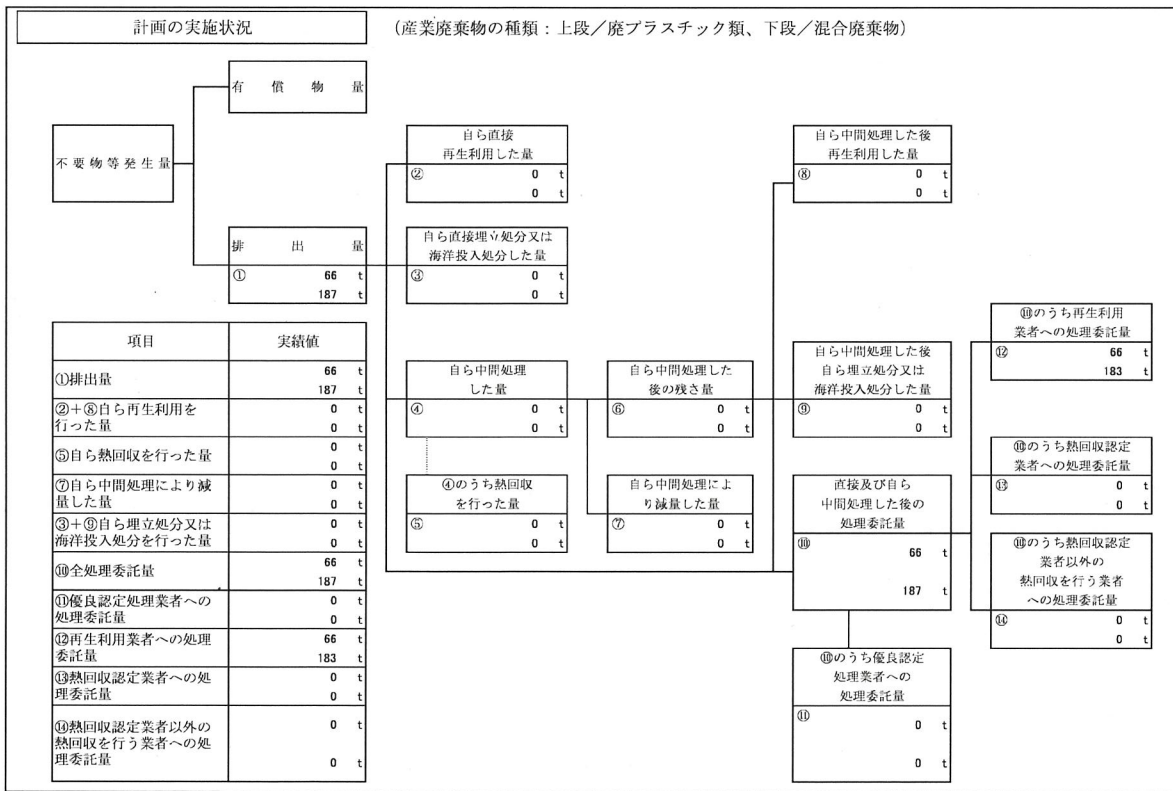 計画の実施状況
(産業廃棄物の種類：上段／廃プラスチック類、下段／混合廃棄物)
有償物量
不要物等発生量
排出量
① 66 t
187 t
自ら直接
再生利用した量
② 0 t
0 t
自ら直接埋立処分又は
海洋投入処分した量
③ 0 t
0 t
自ら中間処理した後
再生利用した量
⑧ 0 t
0 t
自ら中間処理
した量
④ 0 t
0 t
④のうち熱回収
を行った量
⑤ 0 t
0 t
自ら中間処理した
後の残さ量
⑥ 0 t
0 t
自ら中間処理によ
り減量した量
⑦ 0 t
0 t
自ら中間処理した後
自ら埋立処分又は
海洋投入処分した量
⑨ 0 t
0 t
直接及び自ら
中間処理した後の
処理委託量
⑩
66 t
187 t
⑩のうち優良認定
処理業者への
処理委託量
⑪
0 t
0 t
⑩のうち再生利用
業者への処理委託量
⑫ 66 t
183 t
⑩のうち熱回収認定
業者への処理委託量
⑬ 0 t
0 t
⑩のうち熱回収認定
業者以外の
熱回収を行う業者
への処理委託量
⑭ 0 t
0 t
項目 実績値
①排出量 66 t
187 t
②＋⑧自ら再生利用を
行った量
0 t
0 t
⑤自ら熱回収を行った量
0 t
0 t
⑦自ら中間処理により減
量した量
0 t
0 t
③＋⑨自ら埋立処分又は
海洋投入処分を行った量
0 t
0 t
⑩全処理委託量
66 t
187 t
⑪優良認定処理業者への
処理委託量
0 t
0 t
⑫再生利用業者への処理
委託量
66 t
183 t
⑬熱回収認定業者への処
理委託量
0 t
0 t
⑭熱回収認定業者以外の
熱回収を行う業者への処
理委託量
0 t
0 t